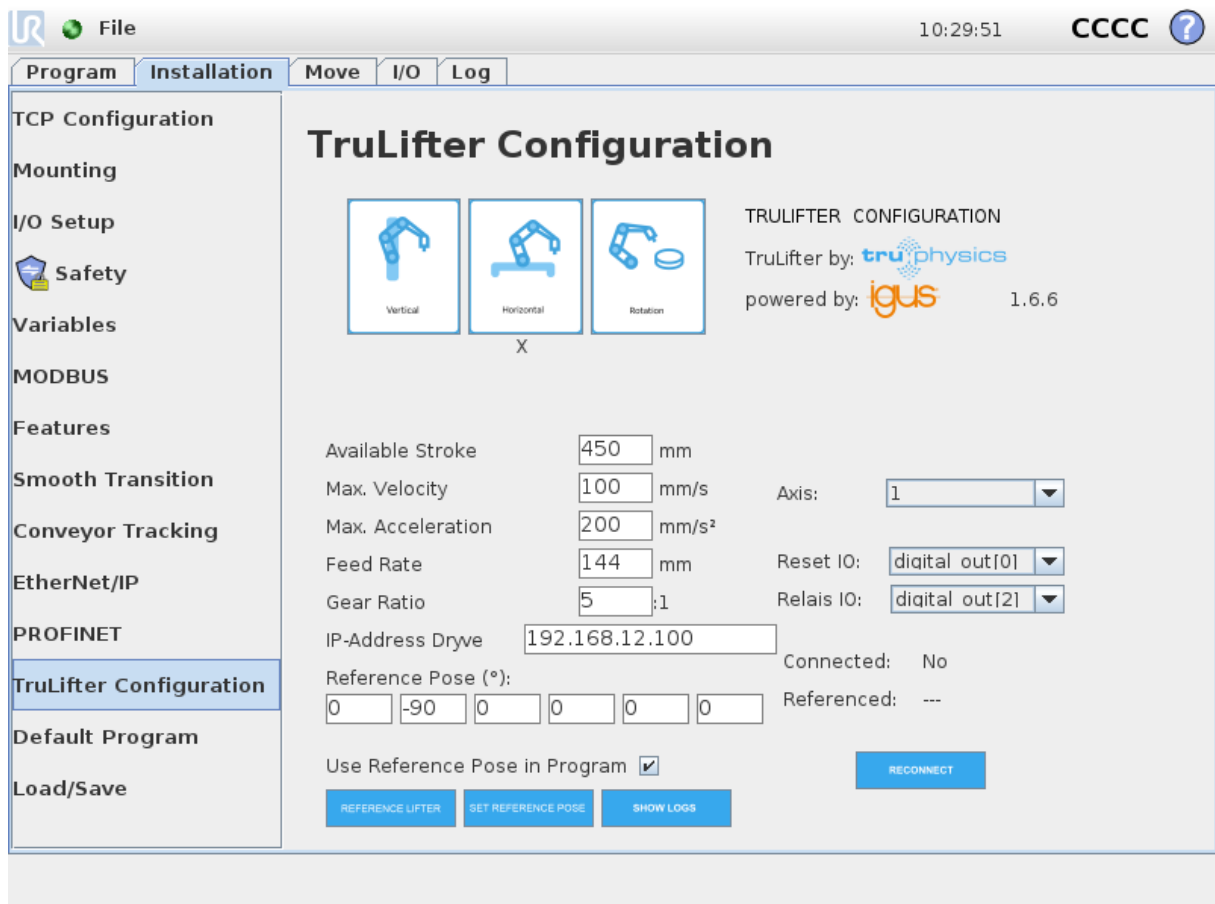 UR File 10:29:51 CCCC ?
Program Installation Move I/O Log
TCP Configuration
Mounting
I/O Setup
Safety
Variables
MODBUS
Features
Smooth Transition
Conveyor Tracking
EtherNet/IP
PROFINET
TruLifter Configuration
Default Program
Load/Save
TruLifter Configuration
Vertical Horizontal Rotation
X
TRULIFTER CONFIGURATION
TruLifter by: truphysics
powered by: igus 1.6.6
Available Stroke 450 mm
Max. Velocity 100 mm/s
Max. Acceleration 200 mm/s²
Feed Rate 144 mm
Gear Ratio 5 :1
IP-Address Dryve 192.168.12.100
Reference Pose (°):
0 -90 0 0 0 0
Use Reference Pose in Program
REFERENCE LIFTER SET REFERENCE POSE SHOW LOGS
Axis: 1
Reset IO: digital_out[0]
Relais IO: digital_out[2]
Connected: No
Referenced: ---
RECONNECT